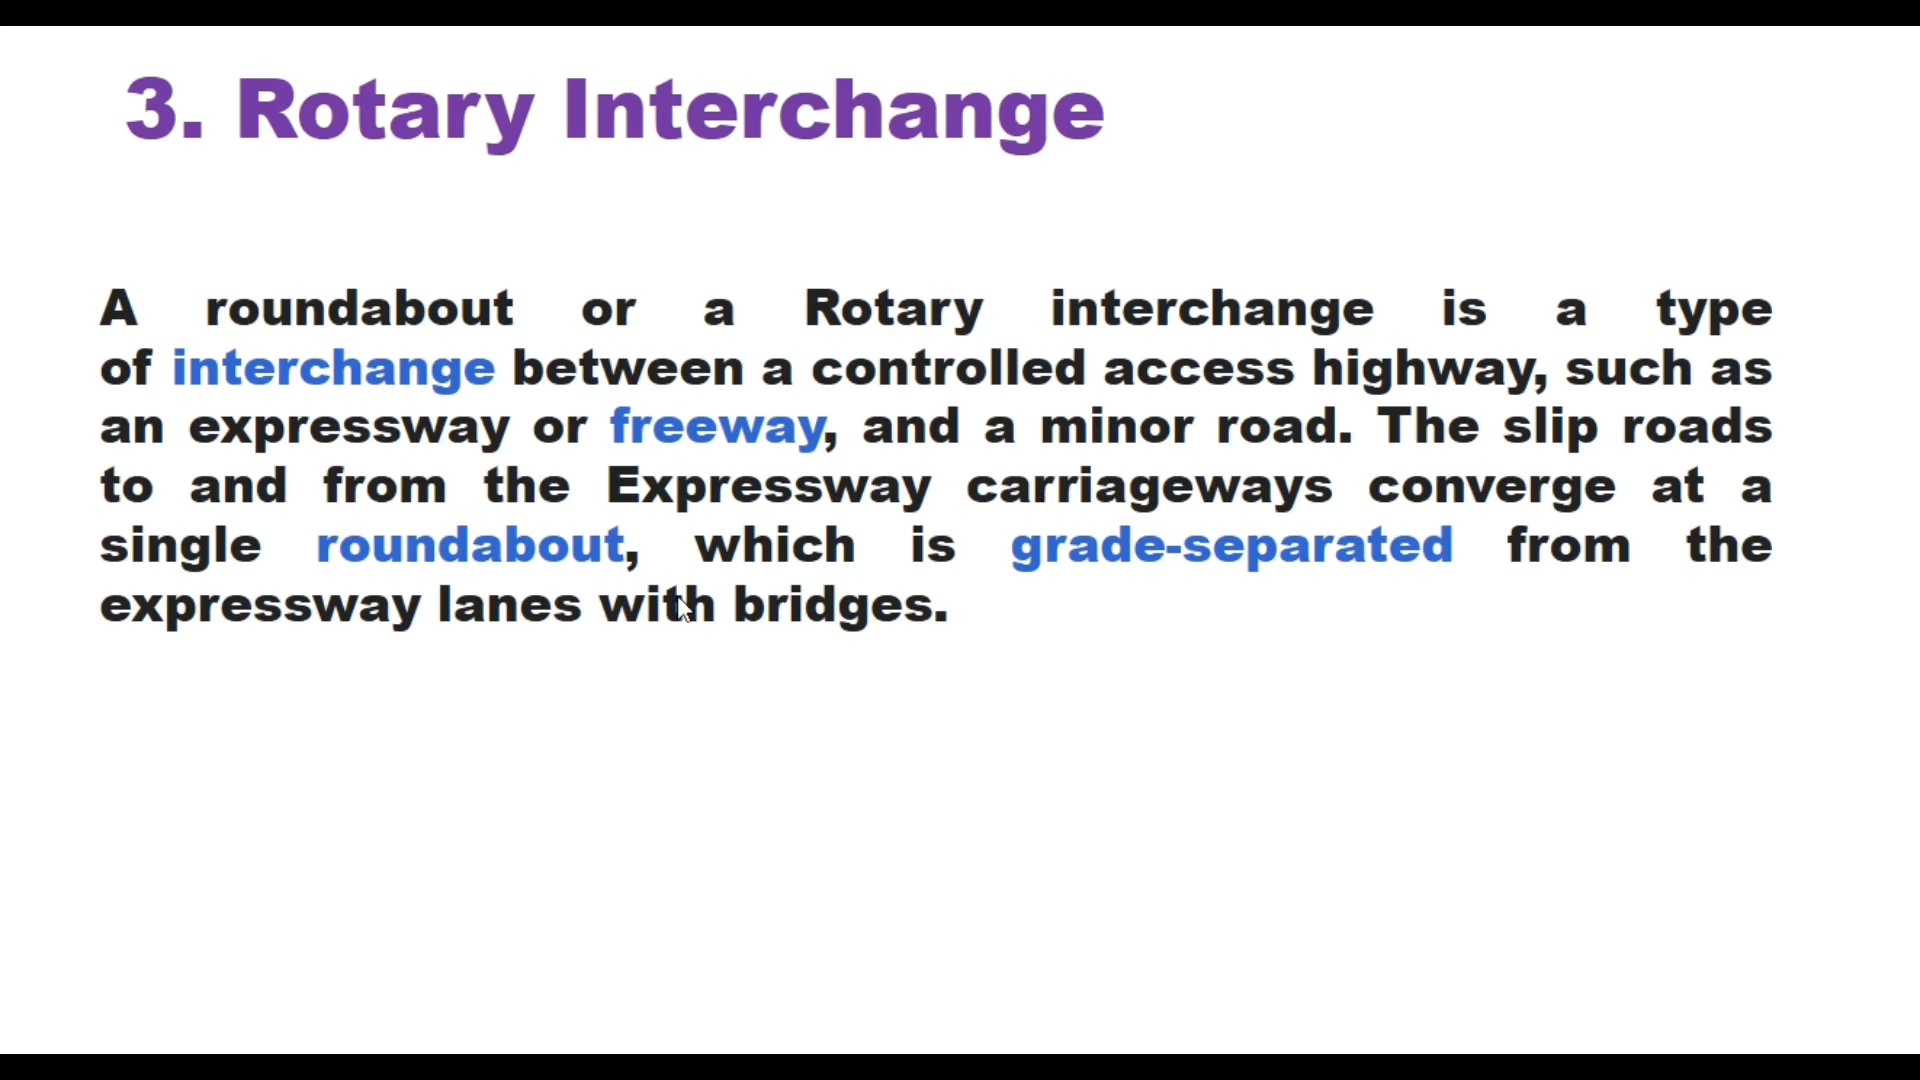 3. Rotary Interchange
A roundabout or a Rotary interchange is a type
of interchange between a controlled access highway, such as
an expressway or freeway, and a minor road. The slip roads
to and from the Expressway carriageways converge at a
single roundabout, which is grade-separated from the
expressway lanes with bridges.